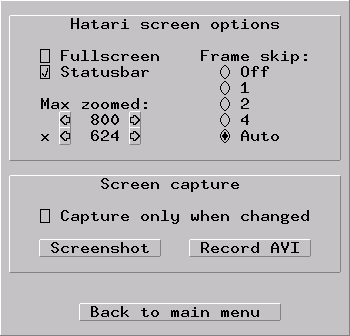 Hatari screen options
Fullscreen Frame skip:
Statusbar Off
1
Max zoomed: 2
800 4
x 624 Auto
Screen capture
Capture only when changed
Screenshot Record AVI
Back to main menu